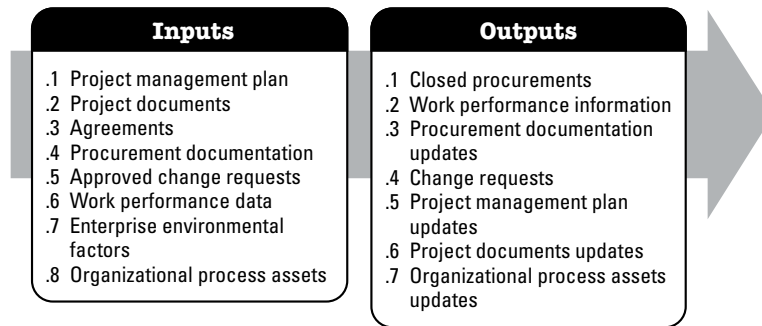 Inputs
.1 Project management plan
.2 Project documents
.3 Agreements
.4 Procurement documentation
.5 Approved change requests
.6 Work performance data
.7 Enterprise environmental
factors
.8 Organizational process assets
Outputs
.1 Closed procurements
.2 Work performance information
.3 Procurement documentation
updates
.4 Change requests
.5 Project management plan
updates
.6 Project documents updates
.7 Organizational process assets
updates